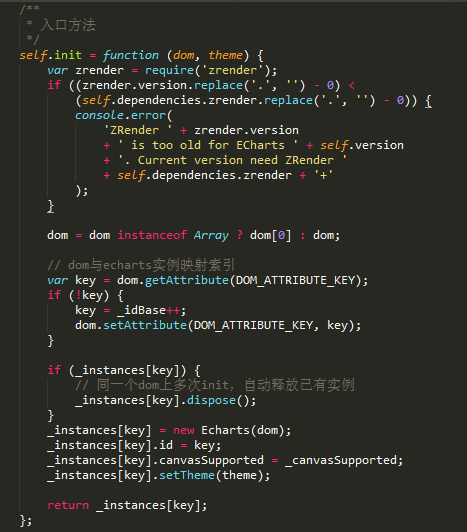 /**
 * 入口方法
 */
self.init = function (dom, theme) {
    var zrender = require('zrender');
    if ((zrender.version.replace('.', '') - 0) <
        (self.dependencies.zrender.replace('.', '') - 0)) {
        console.error(
            'ZRender ' + zrender.version
            + ' is too old for ECharts ' + self.version
            + '. Current version need ZRender '
            + self.dependencies.zrender + '+'
        );
    }

    dom = dom instanceof Array ? dom[0] : dom;

    // dom与echarts实例映射索引
    var key = dom.getAttribute(DOM_ATTRIBUTE_KEY);
    if (!key) {
        key = _idBase++;
        dom.setAttribute(DOM_ATTRIBUTE_KEY, key);
    }

    if (_instances[key]) {
        // 同一个dom上多次init，自动释放已有实例
        _instances[key].dispose();
    }
    _instances[key] = new Echarts(dom);
    _instances[key].id = key;
    _instances[key].canvasSupported = _canvasSupported;
    _instances[key].setTheme(theme);

    return _instances[key];
};